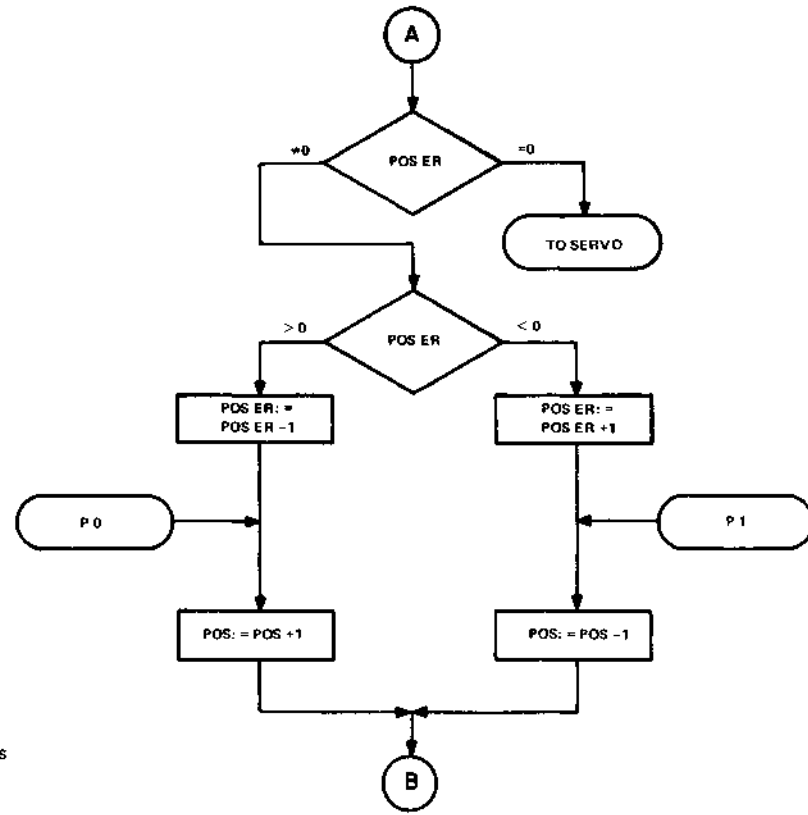 A
≠0
POS ER
=0
TO SERVO
> 0
POS ER
< 0
POS ER: =
POS ER –1
POS ER: =
POS ER +1
P 0
P 1
POS: = POS +1
POS: = POS –1
S
B